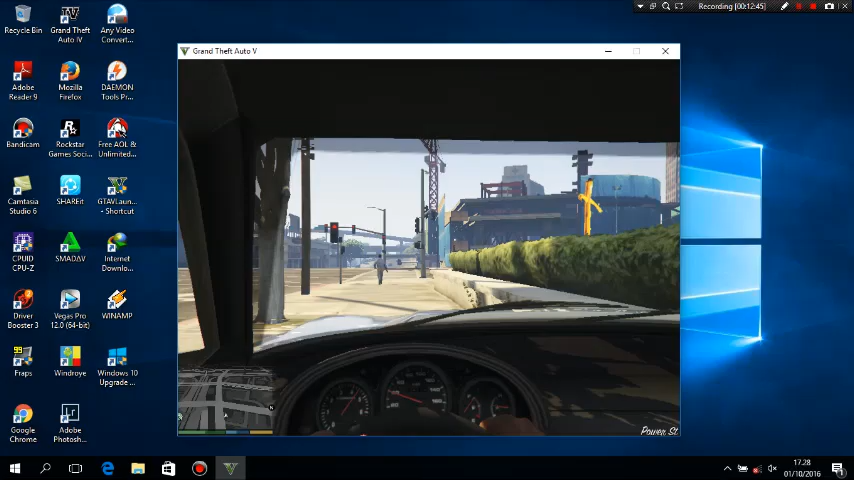 Recording [00:12:45]
Recycle Bin
Grand Theft
Auto IV
Any Video
Convert...
Adobe
Reader 9
Mozilla
Firefox
DAEMON
Tools Pr...
Bandicam
Rockstar
Games Soci...
Free AOL &
Unlimited...
Camtasia
Studio 6
SHAREit
GTAVLaun...
- Shortcut
CPUID
CPU-Z
SMADAV
Internet
Downlo...
Driver
Booster 3
Vegas Pro
12.0 (64-bit)
WINAMP
99
Fraps
Windroye
Windows 10
Upgrade ...
Google
Chrome
Adobe
Photosh...
Grand Theft Auto V
N
Power St
17.28
01/10/2016